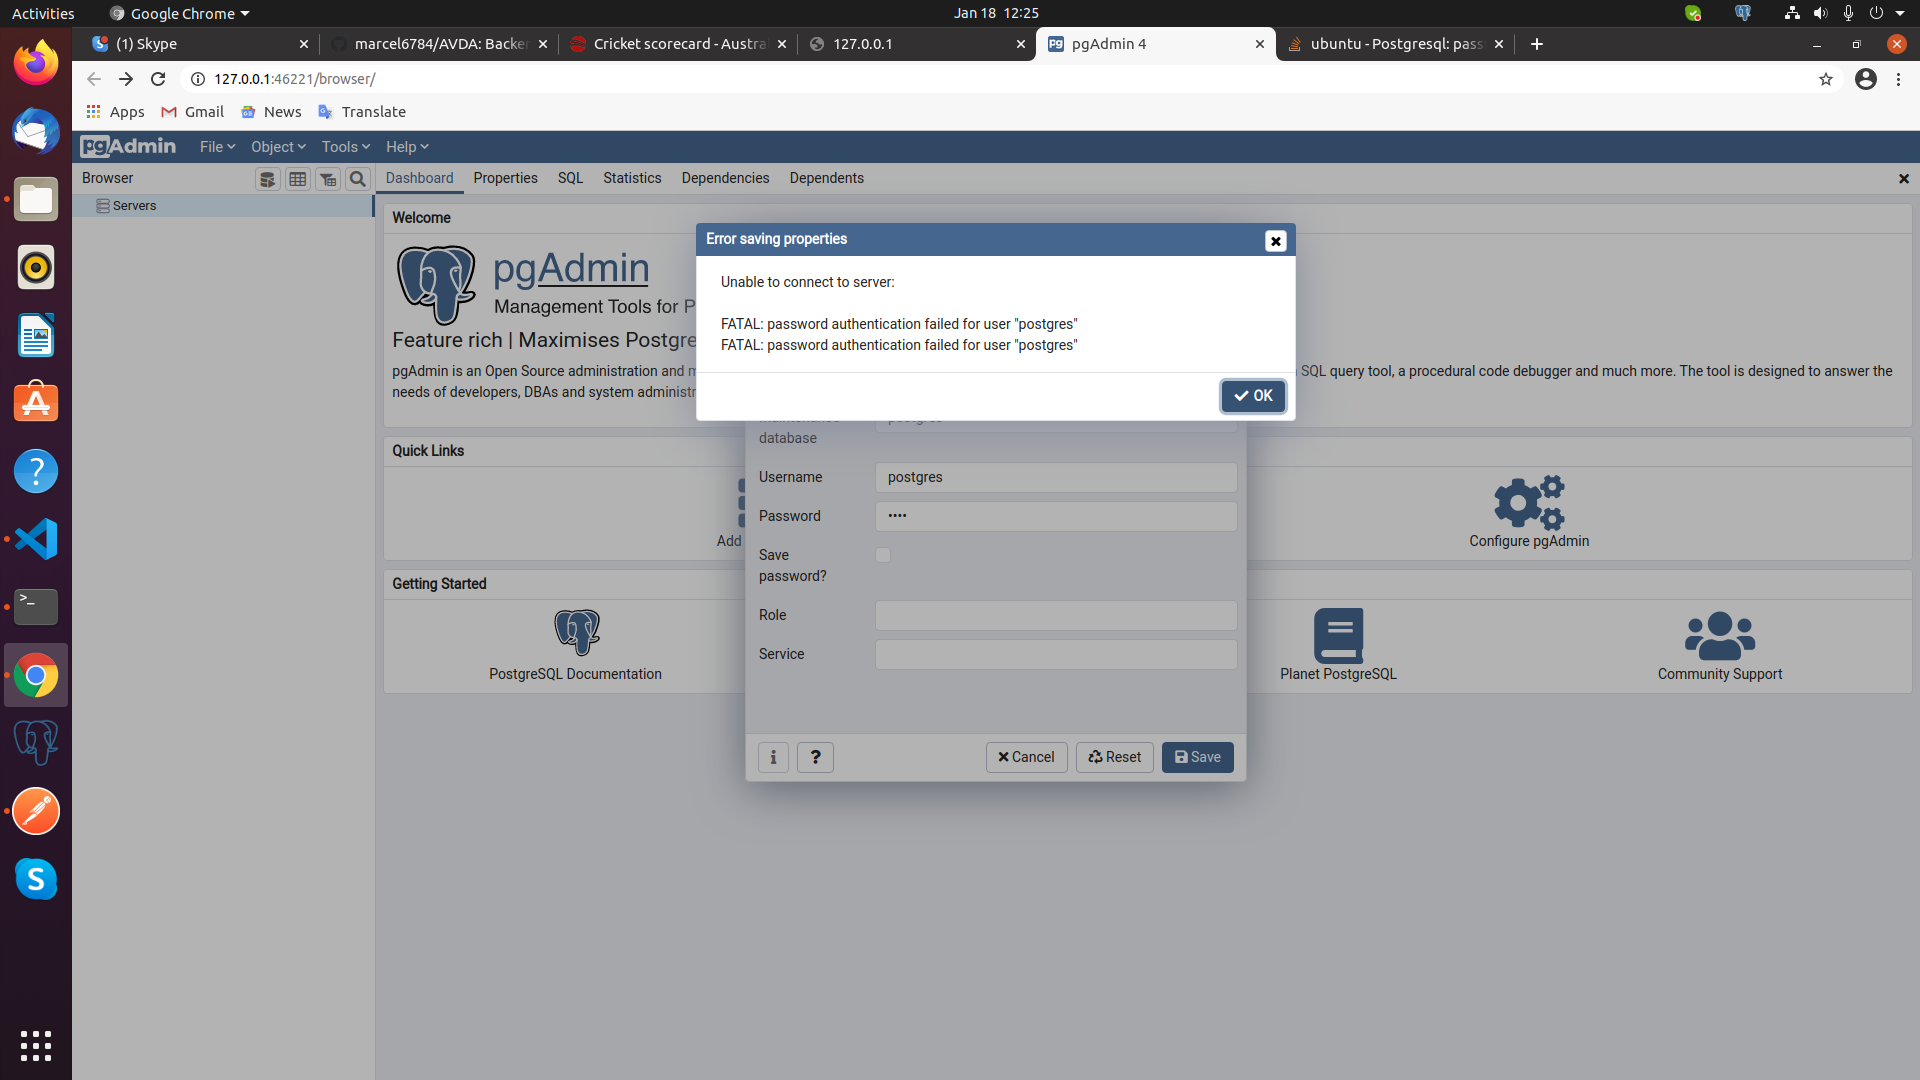 Activities
Google Chrome
Jan 18 12:25
(1) Skype
marcel6784/AVDA: Backe
Cricket scorecard - Austra
127.0.0.1
pgAdmin 4
ubuntu - Postgresql: pass
127.0.0.1:46221/browser/
Apps
Gmail
News
Translate
pgAdmin
File
Object
Tools
Help
Browser
Dashboard
Properties
SQL
Statistics
Dependencies
Dependents
Servers
Welcome
pgAdmin
Management Tools for P
Feature rich | Maximises Postgre
pgAdmin is an Open Source administration and m
SQL query tool, a procedural code debugger and much more. The tool is designed to answer the
needs of developers, DBAs and system administr
Error saving properties
Unable to connect to server:
FATAL: password authentication failed for user "postgres"
FATAL: password authentication failed for user "postgres"
OK
Maintenance
database
postgres
Username
postgres
Password
••••
Save
password?
Role
Service
i
?
Cancel
Reset
Save
Quick Links
Add
Configure pgAdmin
Getting Started
PostgreSQL Documentation
Planet PostgreSQL
Community Support